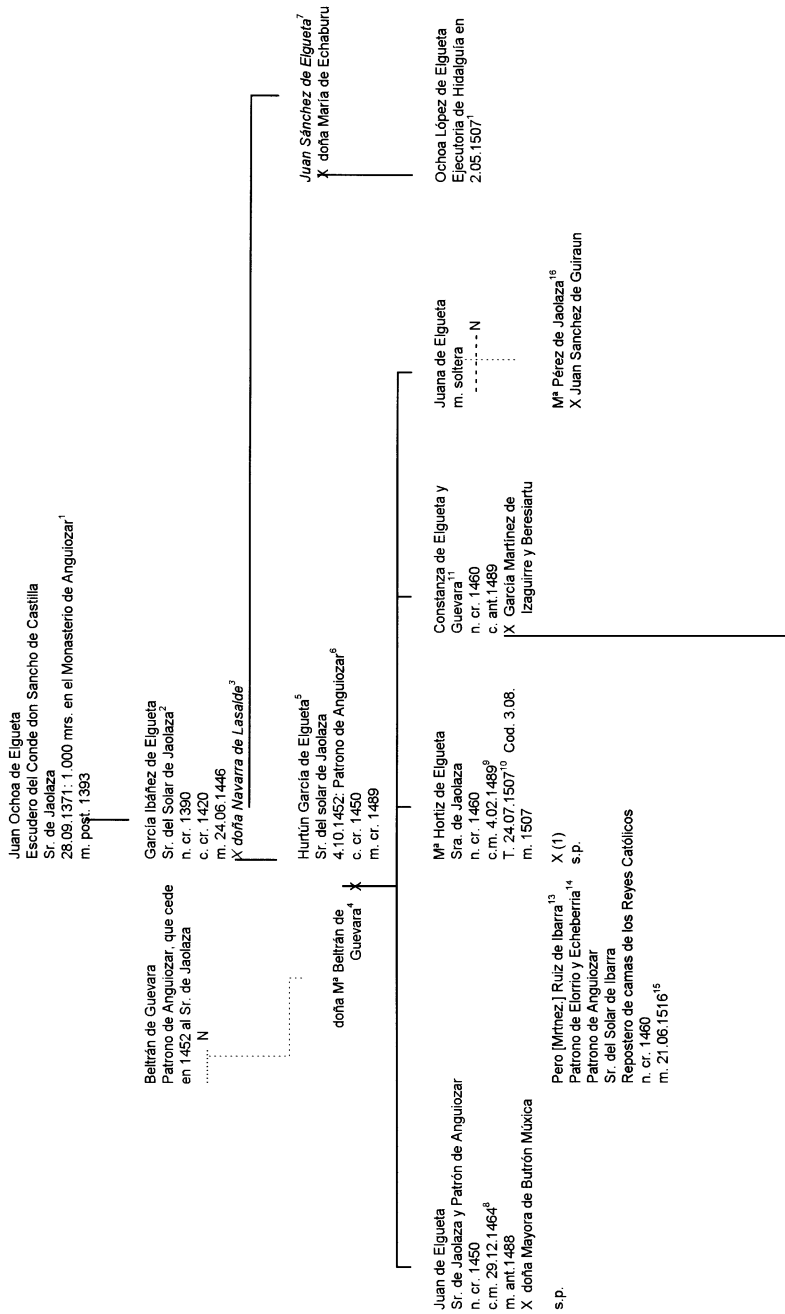 Juan Ochoa de Elgueta
Escudero del Conde don Sancho de Castilla
Sr. de Jaolaza
28.09.1371: 1.000 mrs. en el Monasterio de Anguiozar¹
m. post. 1393
Beltrán de Guevara
Patrono de Anguiozar, que cede
en 1452 al Sr. de Jaolaza
N
García Ibáñez de Elgueta
Sr. del Solar de Jaolaza²
n. cr. 1390
c. cr. 1420
m. 24.06.1446
X doña Navarra de Lasalde³
doña Mª Beltrán de
Guevara⁴ X
Hurtún García de Elgueta⁵
Sr. del solar de Jaolaza
4.10.1452: Patrono de Anguiozar⁶
c. cr. 1450
m. cr. 1489
Juan Sánchez de Elgueta⁷
X doña María de Echaburu
Juan de Elgueta
Sr. de Jaolaza y Patrón de Anguiozar
n. cr. 1450
c.m. 29.12.1464⁸
m. ant.1488
X doña Mayora de Butrón Múxica
s.p.
Mª Hortiz de Elgueta
Sra. de Jaolaza
n. cr. 1460
c.m. 4.02.1489⁹
T. 24.07.1507¹⁰ Cod. 3.08.
m. 1507
Constanza de Elgueta y
Guevara¹¹
n. cr. 1460
c. ant.1489
X García Martínez de
Izaguirre y Beresiartu
Juana de Elgueta
m. soltera
N
Ochoa López de Elgueta
Ejecutoria de Hidalguía en
2.05.1507¹
Pero [Mrtnez.] Ruiz de Ibarra¹³ X (1)
Patrono de Elorrio y Echeberria¹⁴ s.p.
Patrono de Anguiozar
Sr. del Solar de Ibarra
Repostero de camas de los Reyes Católicos
n. cr. 1460
m. 21.06.1516¹⁵
Mª Pérez de Jaolaza¹⁶
X Juan Sanchez de Guiraun